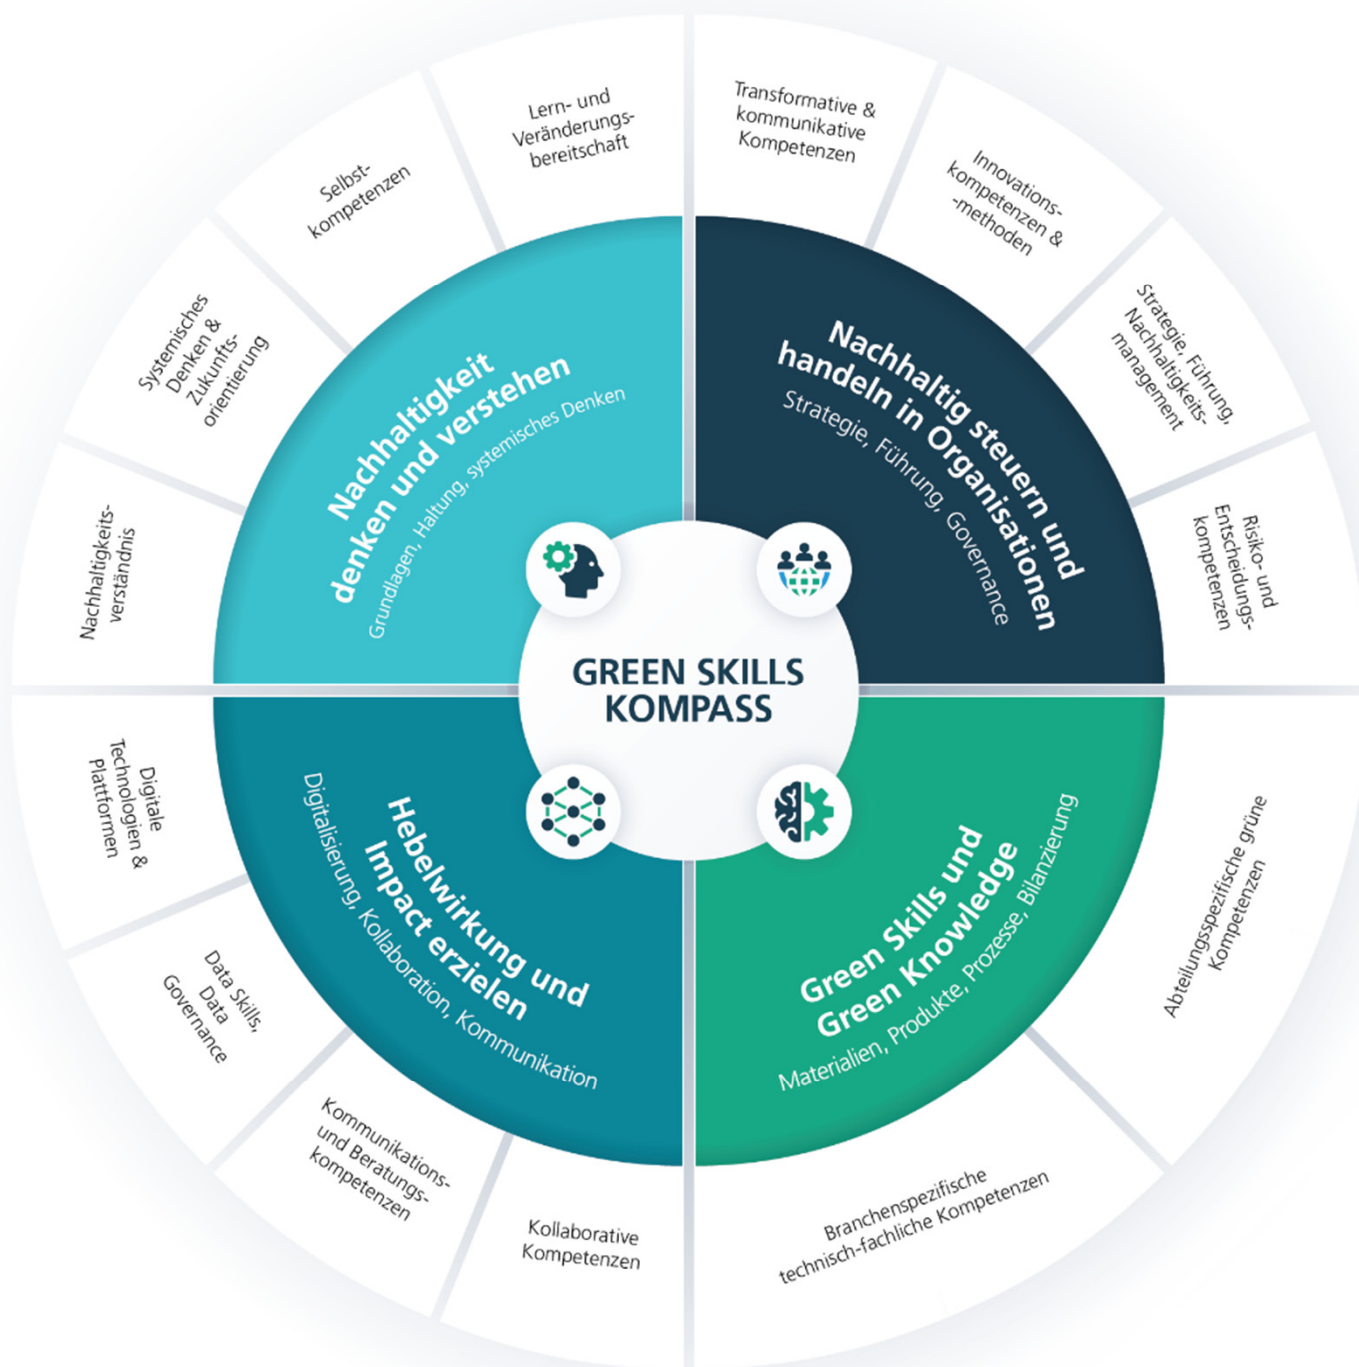 GREEN SKILLS
KOMPASS
Nachhaltigkeit
denken und verstehen
Grundlagen, Haltung, systemisches Denken
Nachhaltigkeits-
verständnis
Systemisches
Denken &
Zukunfts-
orientierung
Selbst-
kompetenzen
Lern- und
Veränderungs-
bereitschaft
Nachhaltig steuern und
handeln in Organisationen
Strategie, Führung, Governance
Transformative &
kommunikative
Kompetenzen
Innovations-
kompetenzen &
-methoden
Strategie, Führung,
Nachhaltigkeits-
management
Risiko- und
Entscheidungs-
kompetenzen
Green Skills und
Green Knowledge
Materialien, Produkte, Prozesse, Bilanzierung
Abteilungsspezifische grüne
Kompetenzen
Branchenspezifische
technisch-fachliche Kompetenzen
Hebelwirkung und
Impact erzielen
Digitalisierung, Kollaboration, Kommunikation
Kollaborative
Kompetenzen
Kommunikations-
und Beratungs-
kompetenzen
Data Skills,
Data
Governance
Digitale
Technologien &
Plattformen